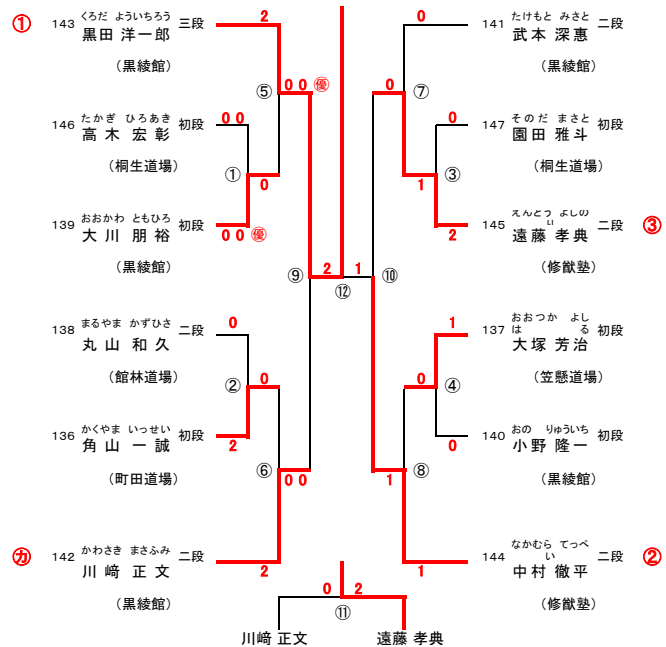 ① 143 くろだ よういちろう 三段
黒田 洋一郎
(黒綾館)
2
⑤ 0 0 ㊝
146 たかぎ ひろあき 初段
高木 宏彰
(桐生道場)
0 0
① 0
139 おおかわ ともひろ 初段
大川 朋裕
(黒綾館)
0 0 ㊝
⑨ 2
138 まるやま かずひさ 二段
丸山 和久
(館林道場)
0
② 0
136 かくやま いっせい 初段
角山 一誠
(町田道場)
2
⑥ 0 0
㋕ 142 かわさき まさふみ 二段
川﨑 正文
(黒綾館)
2
⑫
0 2
⑪
川﨑 正文 遠藤 孝典
141 たけもと みさと 二段
武本 深惠
(黒綾館)
0
0 ⑦
147 そのだ まさと 初段
園田 雅斗
(桐生道場)
0
1 ③
145 えんどう よしの
い 二段 ③
遠藤 孝典
(修猷塾)
2
1 ⑩
137 おおつか よし
はる 初段
大塚 芳治
(笠懸道場)
1
0 ④
140 おの りゅういち 初段
小野 隆一
(黒綾館)
0
1 ⑧
144 なかむら てっぺ
い 二段 ②
中村 徹平
(修猷塾)
1